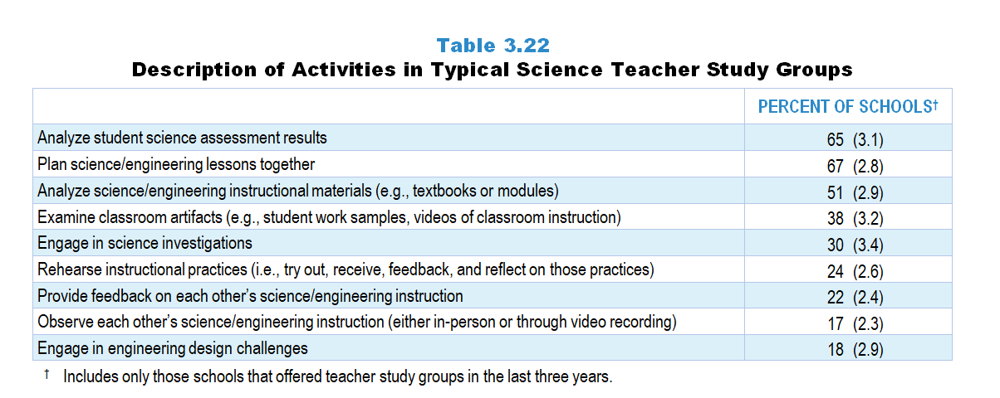 Table 3.22
Description of Activities in Typical Science Teacher Study Groups
PERCENT OF SCHOOLS†
Analyze student science assessment results 65 (3.1)
Plan science/engineering lessons together 67 (2.8)
Analyze science/engineering instructional materials (e.g., textbooks or modules) 51 (2.9)
Examine classroom artifacts (e.g., student work samples, videos of classroom instruction) 38 (3.2)
Engage in science investigations 30 (3.4)
Rehearse instructional practices (i.e., try out, receive, feedback, and reflect on those practices) 24 (2.6)
Provide feedback on each other’s science/engineering instruction 22 (2.4)
Observe each other’s science/engineering instruction (either in-person or through video recording) 17 (2.3)
Engage in engineering design challenges 18 (2.9)
† Includes only those schools that offered teacher study groups in the last three years.